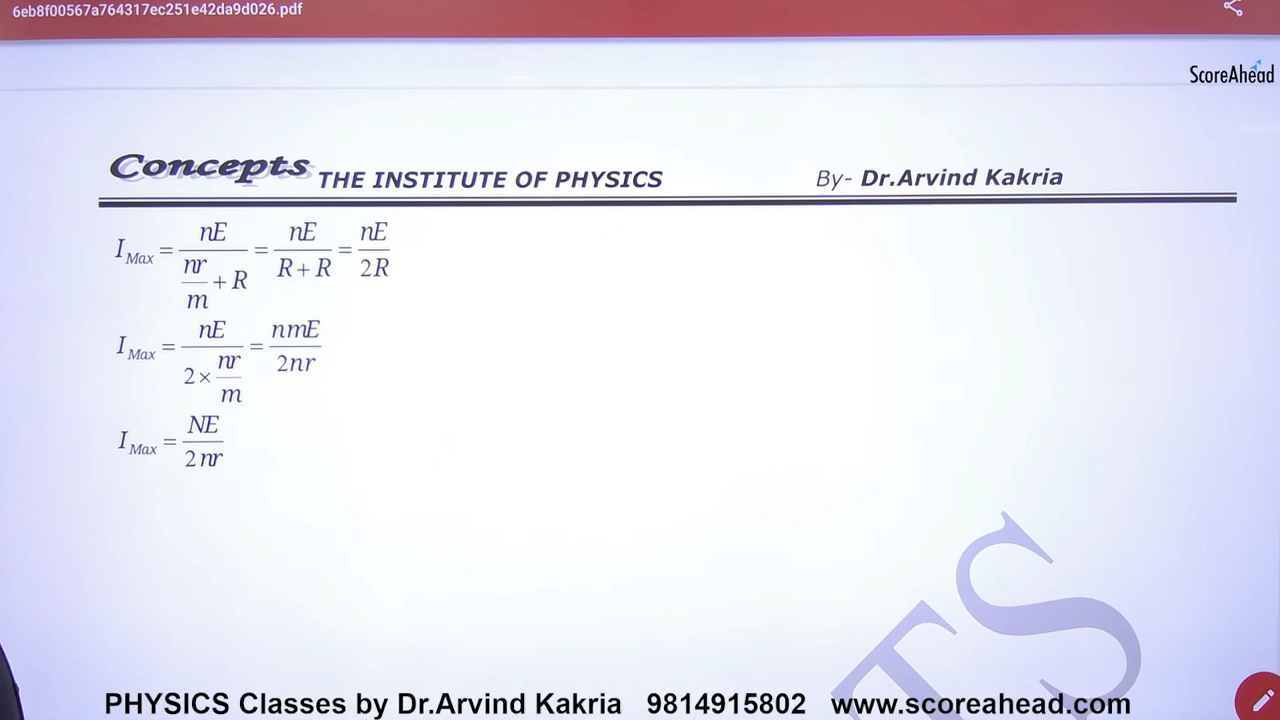 6eb8f00567a764317ec251e42da9d026.pdf
ScoreAhead
Concepts THE INSTITUTE OF PHYSICS By- Dr.Arvind Kakria
I_Max = nE / (nr/m + R) = nE / (R + R) = nE / 2R
I_Max = nE / (2 × nr/m) = nmE / 2nr
I_Max = NE / 2nr
TS
PHYSICS Classes by Dr.Arvind Kakria 9814915802 www.scoreahead.com